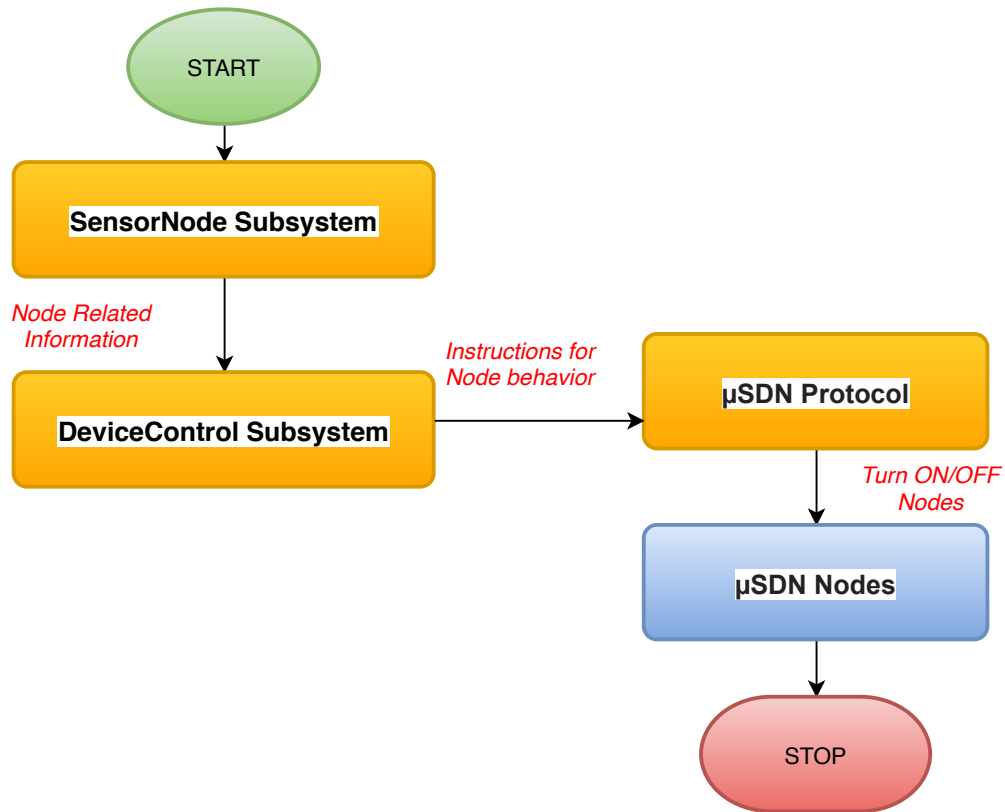 START
SensorNode Subsystem
Node Related
Information
DeviceControl Subsystem
Instructions for
Node behavior
µSDN Protocol
Turn ON/OFF
Nodes
µSDN Nodes
STOP